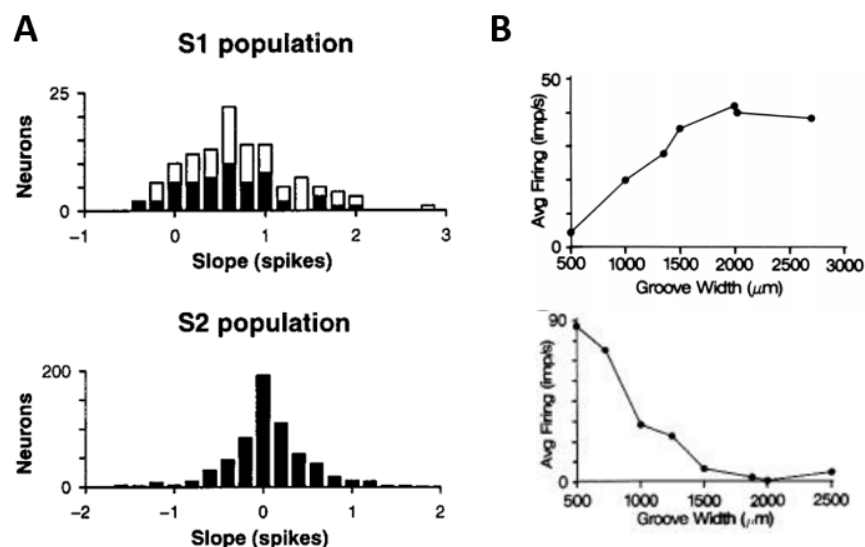 A
S1 population
25
Neurons
0
−1 0 1 2 3
Slope (spikes)
S2 population
200
Neurons
0
−2 −1 0 1 2
Slope (spikes)
B
50
Avg Firing (imp/s)
0
500 1000 1500 2000 2500 3000
Groove Width (μm)
90
Avg Firing (imp/s)
0
500 1000 1500 2000 2500
Groove Width (μm)